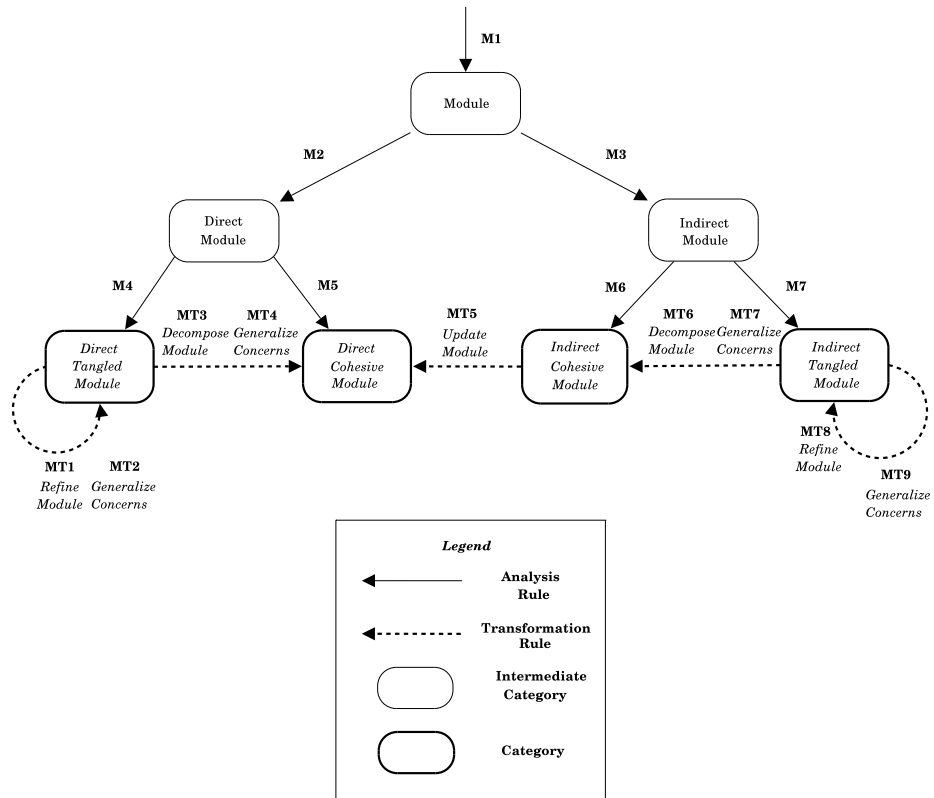 M1
Module
M2
M3
Direct
Module
Indirect
Module
M4
M5
M6
M7
MT3
Decompose
Module
MT4
Generalize
Concerns
MT5
Update
Module
MT6
Decompose
Module
MT7
Generalize
Concerns
Direct
Tangled
Module
Direct
Cohesive
Module
Indirect
Cohesive
Module
Indirect
Tangled
Module
MT1
Refine
Module
MT2
Generalize
Concerns
MT8
Refine
Module
MT9
Generalize
Concerns
Legend
Analysis
Rule
Transformation
Rule
Intermediate
Category
Category